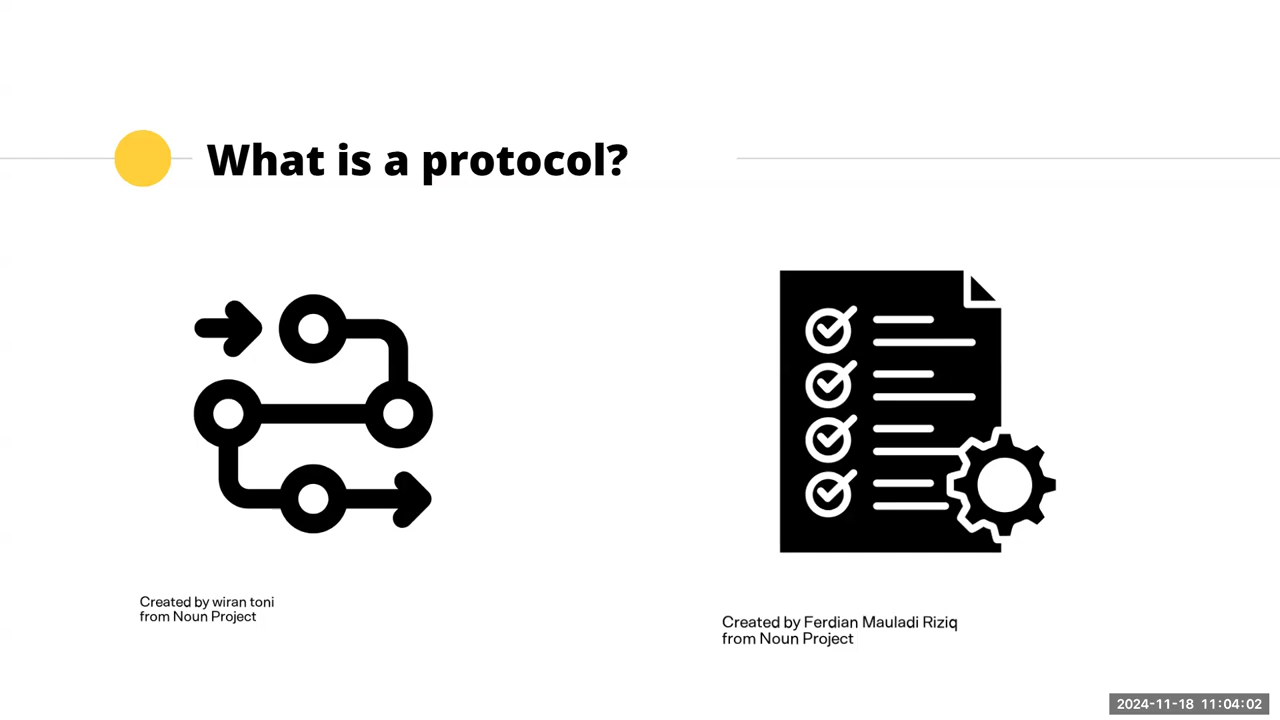 What is a protocol?
Created by wiran toni
from Noun Project
Created by Ferdian Mauladi Riziq
from Noun Project
2024-11-18 11:04:02